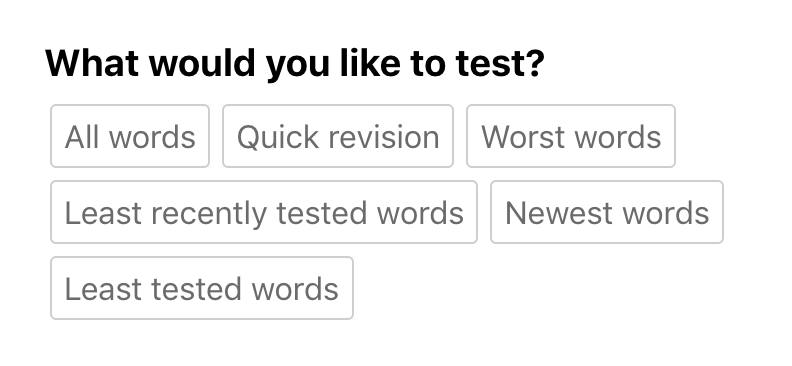 What would you like to test?
All words Quick revision Worst words
Least recently tested words Newest words
Least tested words